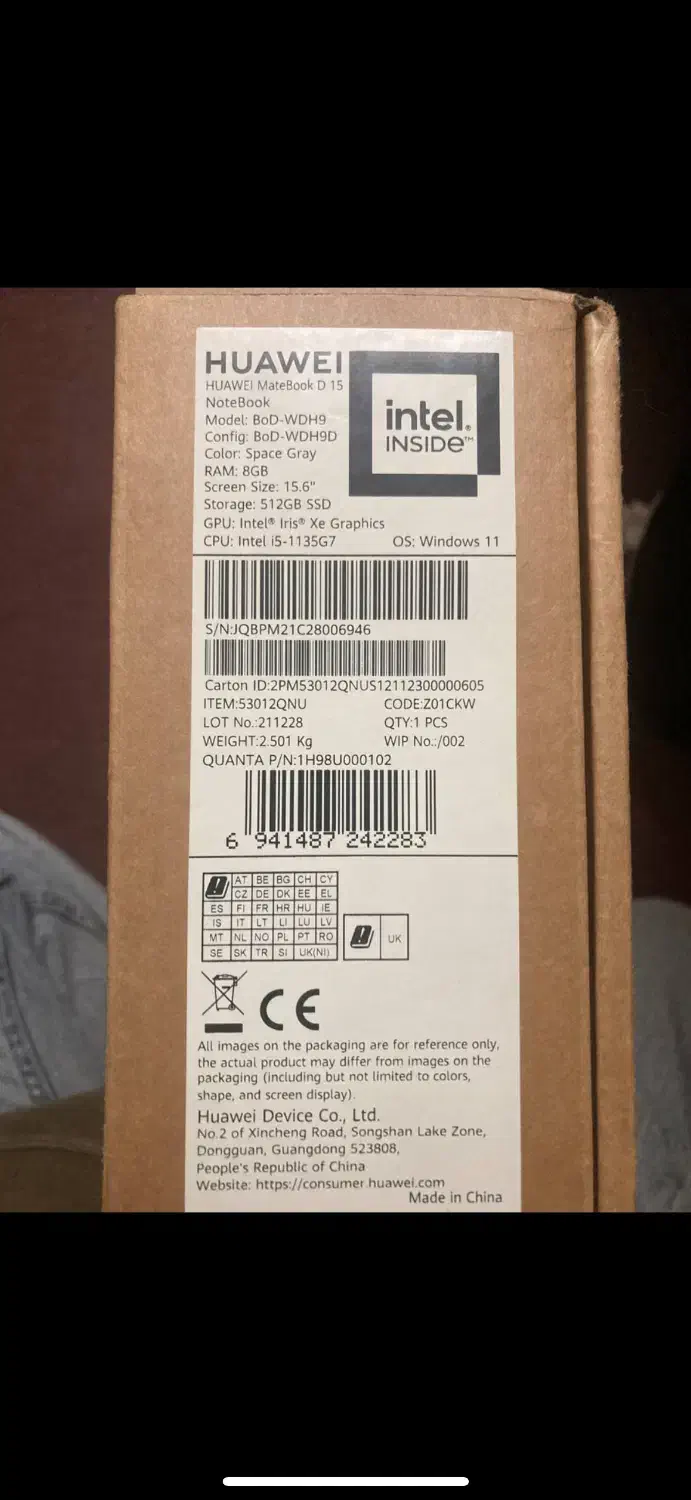 HUAWEI
HUAWEI MateBook D 15
NoteBook
Model: BoD-WDH9
Config: BoD-WDH9D
Color: Space Gray
RAM: 8GB
Screen Size: 15.6"
Storage: 512GB SSD
GPU: Intel® Iris® Xe Graphics
CPU: Intel i5-1135G7 OS: Windows 11
intel®
INSIDE™
S/N:JQBPM21C28006946
Carton ID:2PM53012QNUS12112300000605
ITEM:53012QNU CODE:Z01CKW
LOT No.:211228 QTY:1 PCS
WEIGHT:2.501 Kg WIP No.:/002
QUANTA P/N:1H98U000102
6 941487 242283
AT BE BG CH CY
CZ DE DK EE EL
ES FI FR HR HU IE
IS IT LT LI LU LV
MT NL NO PL PT RO
SE SK TR SI UK(NI)
UK
CE
All images on the packaging are for reference only,
the actual product may differ from images on the
packaging (including but not limited to colors,
shape, and screen display).
Huawei Device Co., Ltd.
No.2 of Xincheng Road, Songshan Lake Zone,
Dongguan, Guangdong 523808,
People's Republic of China
Website: https://consumer.huawei.com
Made in China